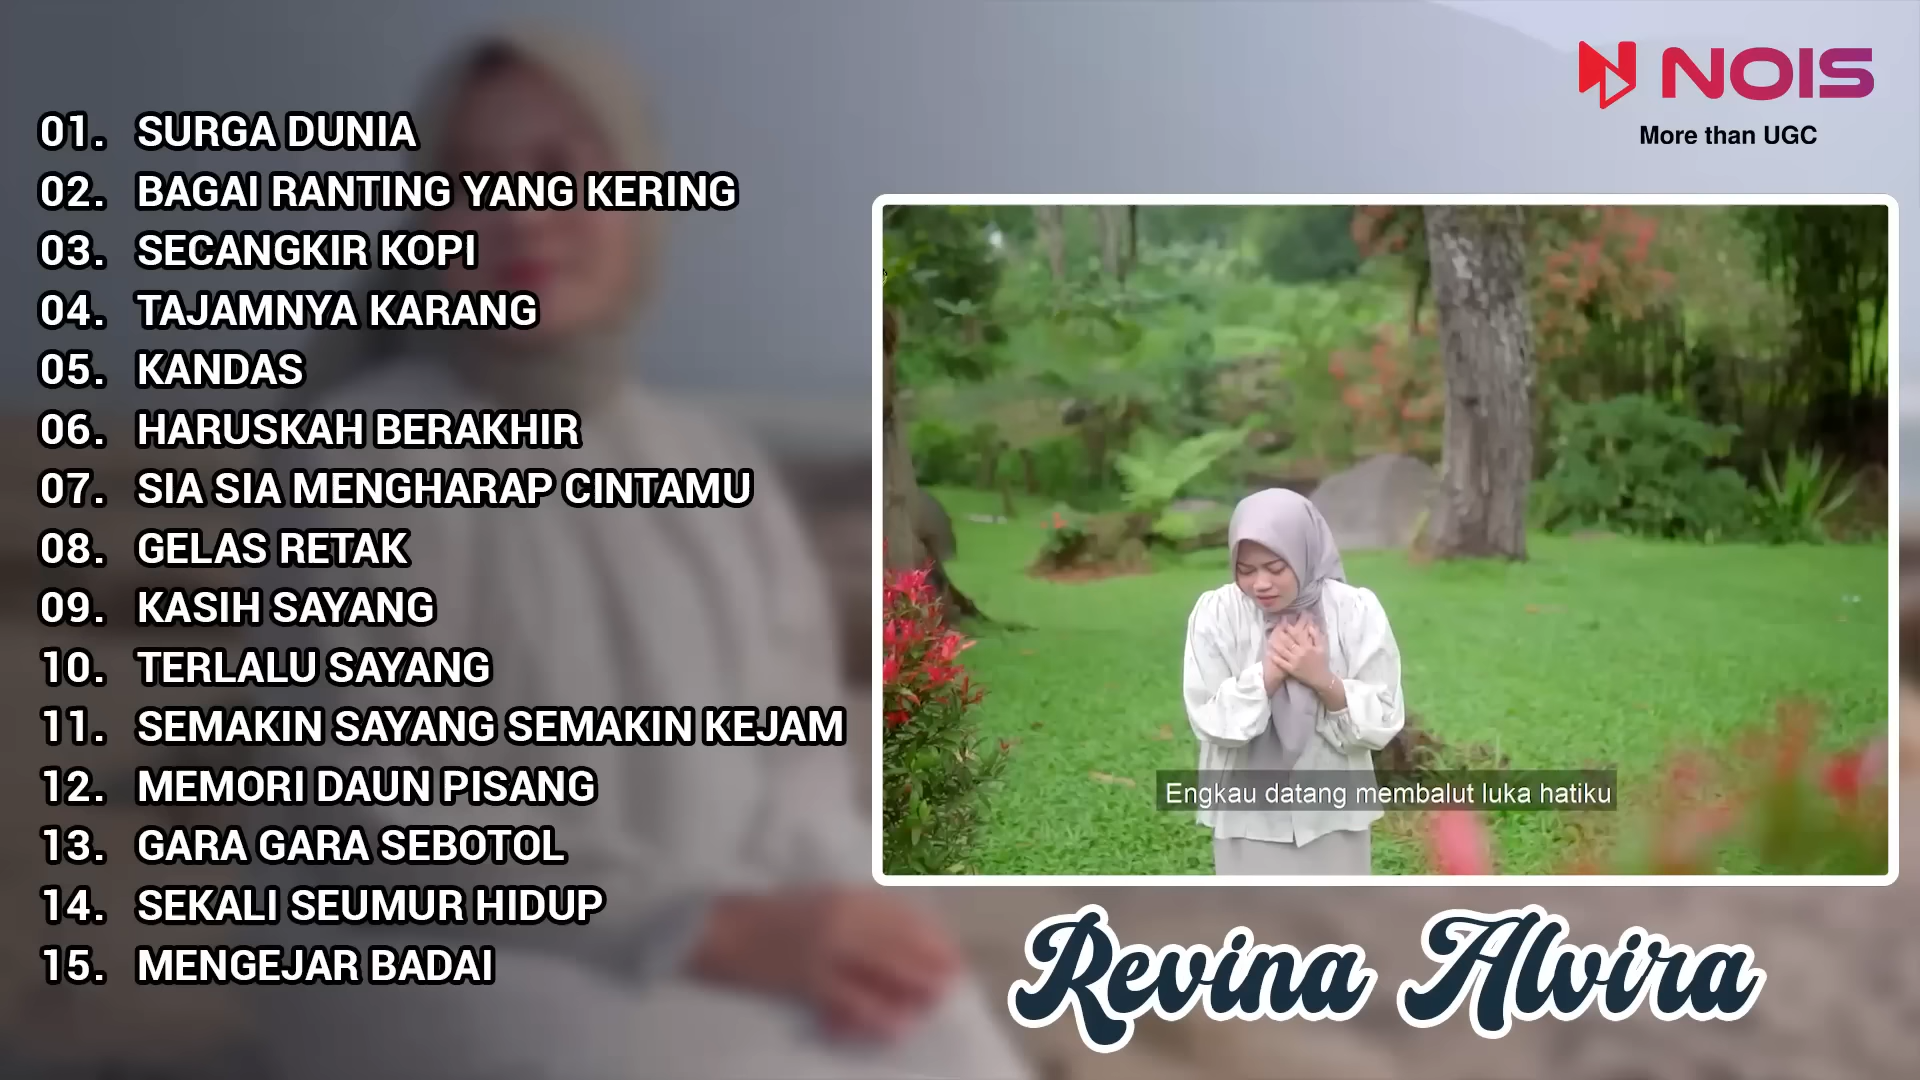 01. SURGA DUNIA
02. BAGAI RANTING YANG KERING
03. SECANGKIR KOPI
04. TAJAMNYA KARANG
05. KANDAS
06. HARUSKAH BERAKHIR
07. SIA SIA MENGHARAP CINTAMU
08. GELAS RETAK
09. KASIH SAYANG
10. TERLALU SAYANG
11. SEMAKIN SAYANG SEMAKIN KEJAM
12. MEMORI DAUN PISANG
13. GARA GARA SEBOTOL
14. SEKALI SEUMUR HIDUP
15. MENGEJAR BADAI
NOIS
More than UGC
Engkau datang membalut luka hatiku
Revina Alvira